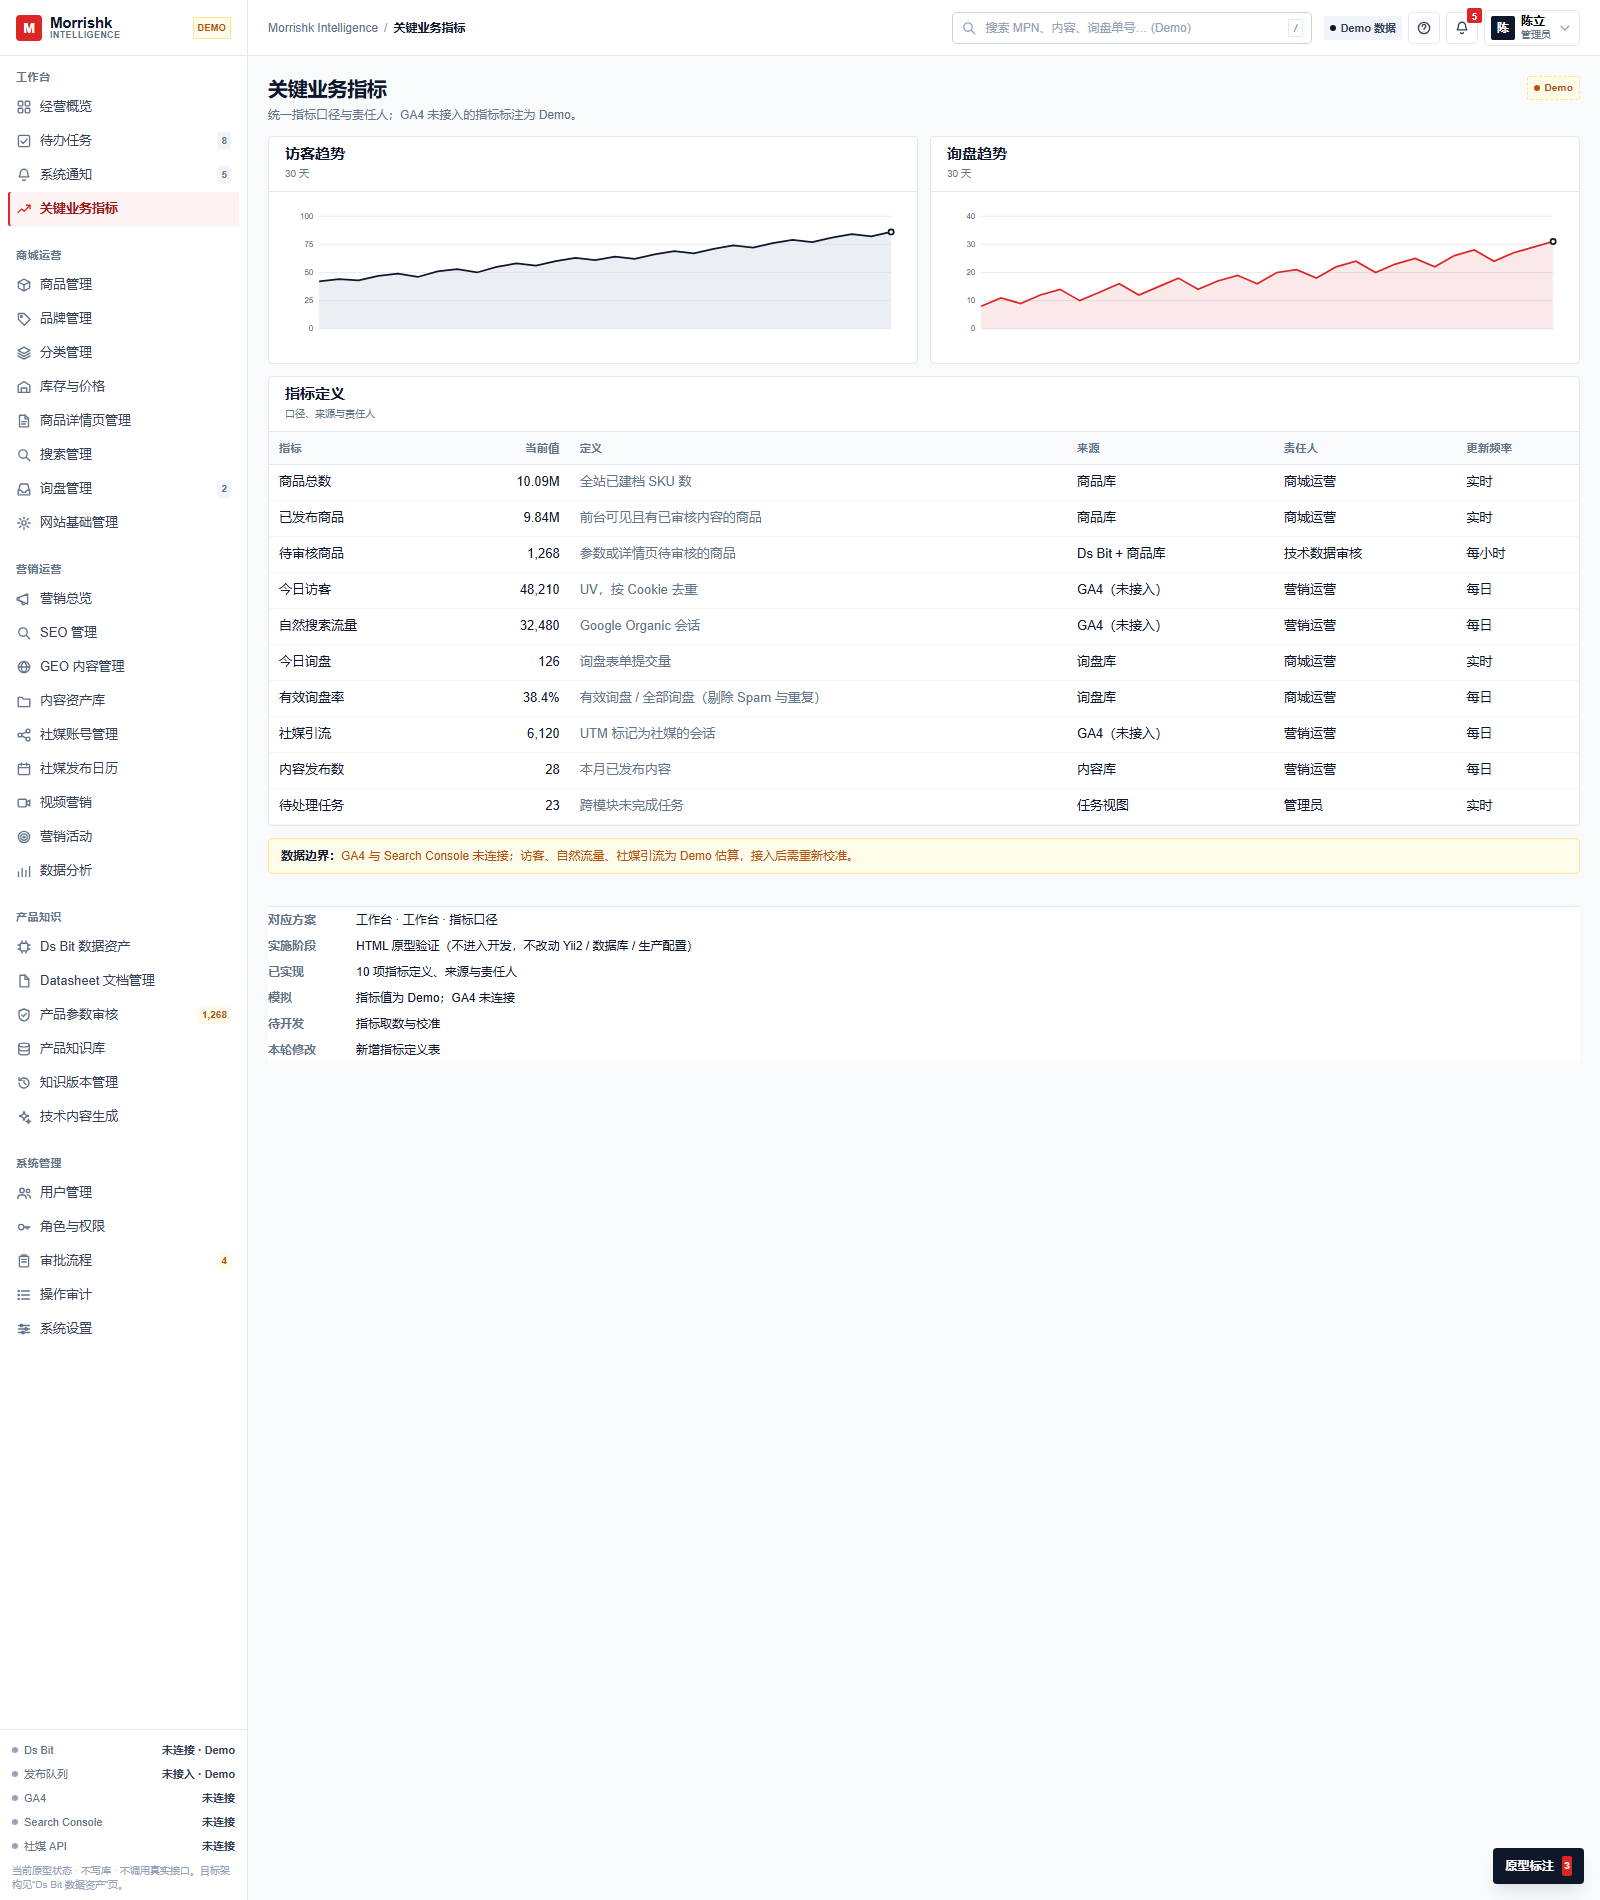 M
Morrishk
INTELLIGENCE
DEMO
工作台
经营概览
待办任务 8
系统通知 5
关键业务指标
商城运营
商品管理
品牌管理
分类管理
库存与价格
商品详情页管理
搜索管理
询盘管理 2
网站基础管理
营销运营
营销总览
SEO 管理
GEO 内容管理
内容资产库
社媒账号管理
社媒发布日历
视频营销
营销活动
数据分析
产品知识
Ds Bit 数据资产
Datasheet 文档管理
产品参数审核 1,268
产品知识库
知识版本管理
技术内容生成
系统管理
用户管理
角色与权限
审批流程 4
操作审计
系统设置
Ds Bit 未连接 · Demo
发布队列 未接入 · Demo
GA4 未连接
Search Console 未连接
社媒 API 未连接
当前原型状态 · 不写库 · 不调用真实接口。目标架
构见“Ds Bit 数据资产”页。
Morrishk Intelligence / 关键业务指标
搜索 MPN、内容、询盘单号… (Demo) /
Demo 数据
5
陈
陈立
管理员
关键业务指标
统一指标口径与责任人；GA4 未接入的指标标注为 Demo。
Demo
访客趋势
30 天
100
75
50
25
0
询盘趋势
30 天
40
30
20
10
0
指标定义
口径、来源与责任人
指标 当前值 定义 来源 责任人 更新频率
商品总数 10.09M 全站已建档 SKU 数 商品库 商城运营 实时
已发布商品 9.84M 前台可见且有已审核内容的商品 商品库 商城运营 实时
待审核商品 1,268 参数或详情页待审核的商品 Ds Bit + 商品库 技术数据审核 每小时
今日访客 48,210 UV，按 Cookie 去重 GA4（未接入） 营销运营 每日
自然搜索流量 32,480 Google Organic 会话 GA4（未接入） 营销运营 每日
今日询盘 126 询盘表单提交量 询盘库 商城运营 实时
有效询盘率 38.4% 有效询盘 / 全部询盘（剔除 Spam 与重复） 询盘库 商城运营 每日
社媒引流 6,120 UTM 标记为社媒的会话 GA4（未接入） 营销运营 每日
内容发布数 28 本月已发布内容 内容库 营销运营 每日
待处理任务 23 跨模块未完成任务 任务视图 管理员 实时
数据边界：GA4 与 Search Console 未连接；访客、自然流量、社媒引流为 Demo 估算，接入后需重新校准。
对应方案 工作台 · 工作台 · 指标口径
实施阶段 HTML 原型验证（不进入开发，不改动 Yii2 / 数据库 / 生产配置）
已实现 10 项指标定义、来源与责任人
模拟 指标值为 Demo；GA4 未连接
待开发 指标取数与校准
本轮修改 新增指标定义表
原型标注 3